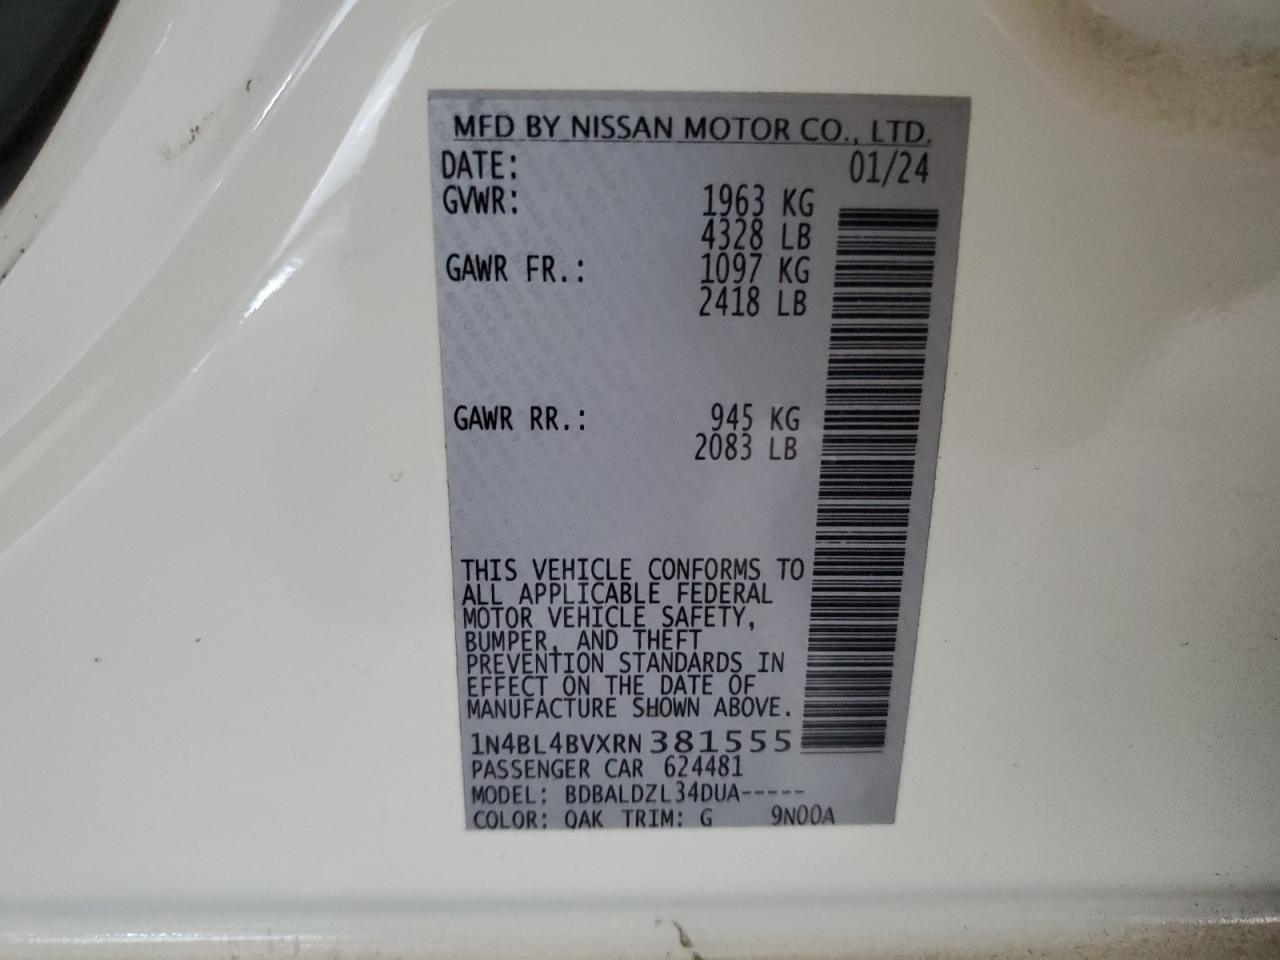 MFD BY NISSAN MOTOR CO., LTD.
DATE: 01/24
GVWR: 1963 KG
4328 LB
GAWR FR.: 1097 KG
2418 LB
GAWR RR.: 945 KG
2083 LB
THIS VEHICLE CONFORMS TO
ALL APPLICABLE FEDERAL
MOTOR VEHICLE SAFETY,
BUMPER, AND THEFT
PREVENTION STANDARDS IN
EFFECT ON THE DATE OF
MANUFACTURE SHOWN ABOVE.
1N4BL4BVXRN381555
PASSENGER CAR 624481
MODEL: BDBALDZL34DUA-----
COLOR: QAK TRIM: G 9N00A